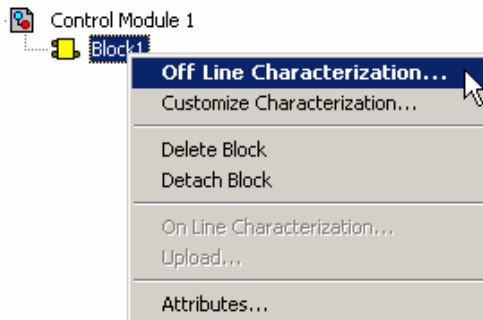 Control Module 1
Block1
Off Line Characterization...
Customize Characterization...
Delete Block
Detach Block
On Line Characterization...
Upload...
Attributes...